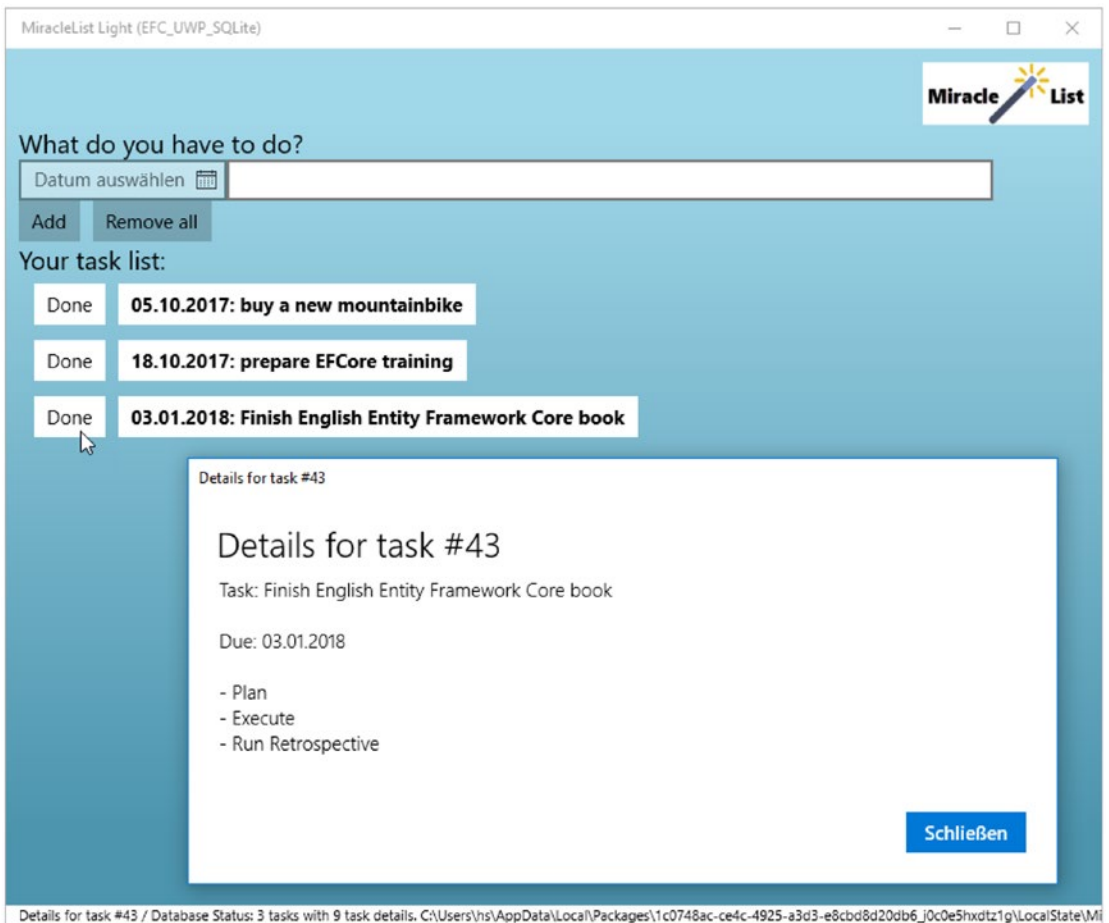 MiracleList Light (EFC_UWP_SQLite)
Miracle List
What do you have to do?
Datum auswählen
Add Remove all
Your task list:
Done 05.10.2017: buy a new mountainbike
Done 18.10.2017: prepare EFCore training
Done 03.01.2018: Finish English Entity Framework Core book
Details for task #43
Details for task #43
Task: Finish English Entity Framework Core book
Due: 03.01.2018
- Plan
- Execute
- Run Retrospective
Schließen
Details for task #43 / Database Status: 3 tasks with 9 task details. C:\Users\hs\AppData\Local\Packages\1c0748ac-ce4c-4925-a3d3-e8cbd8d20db6_j0c0e5hxdtz1g\LocalState\Mi